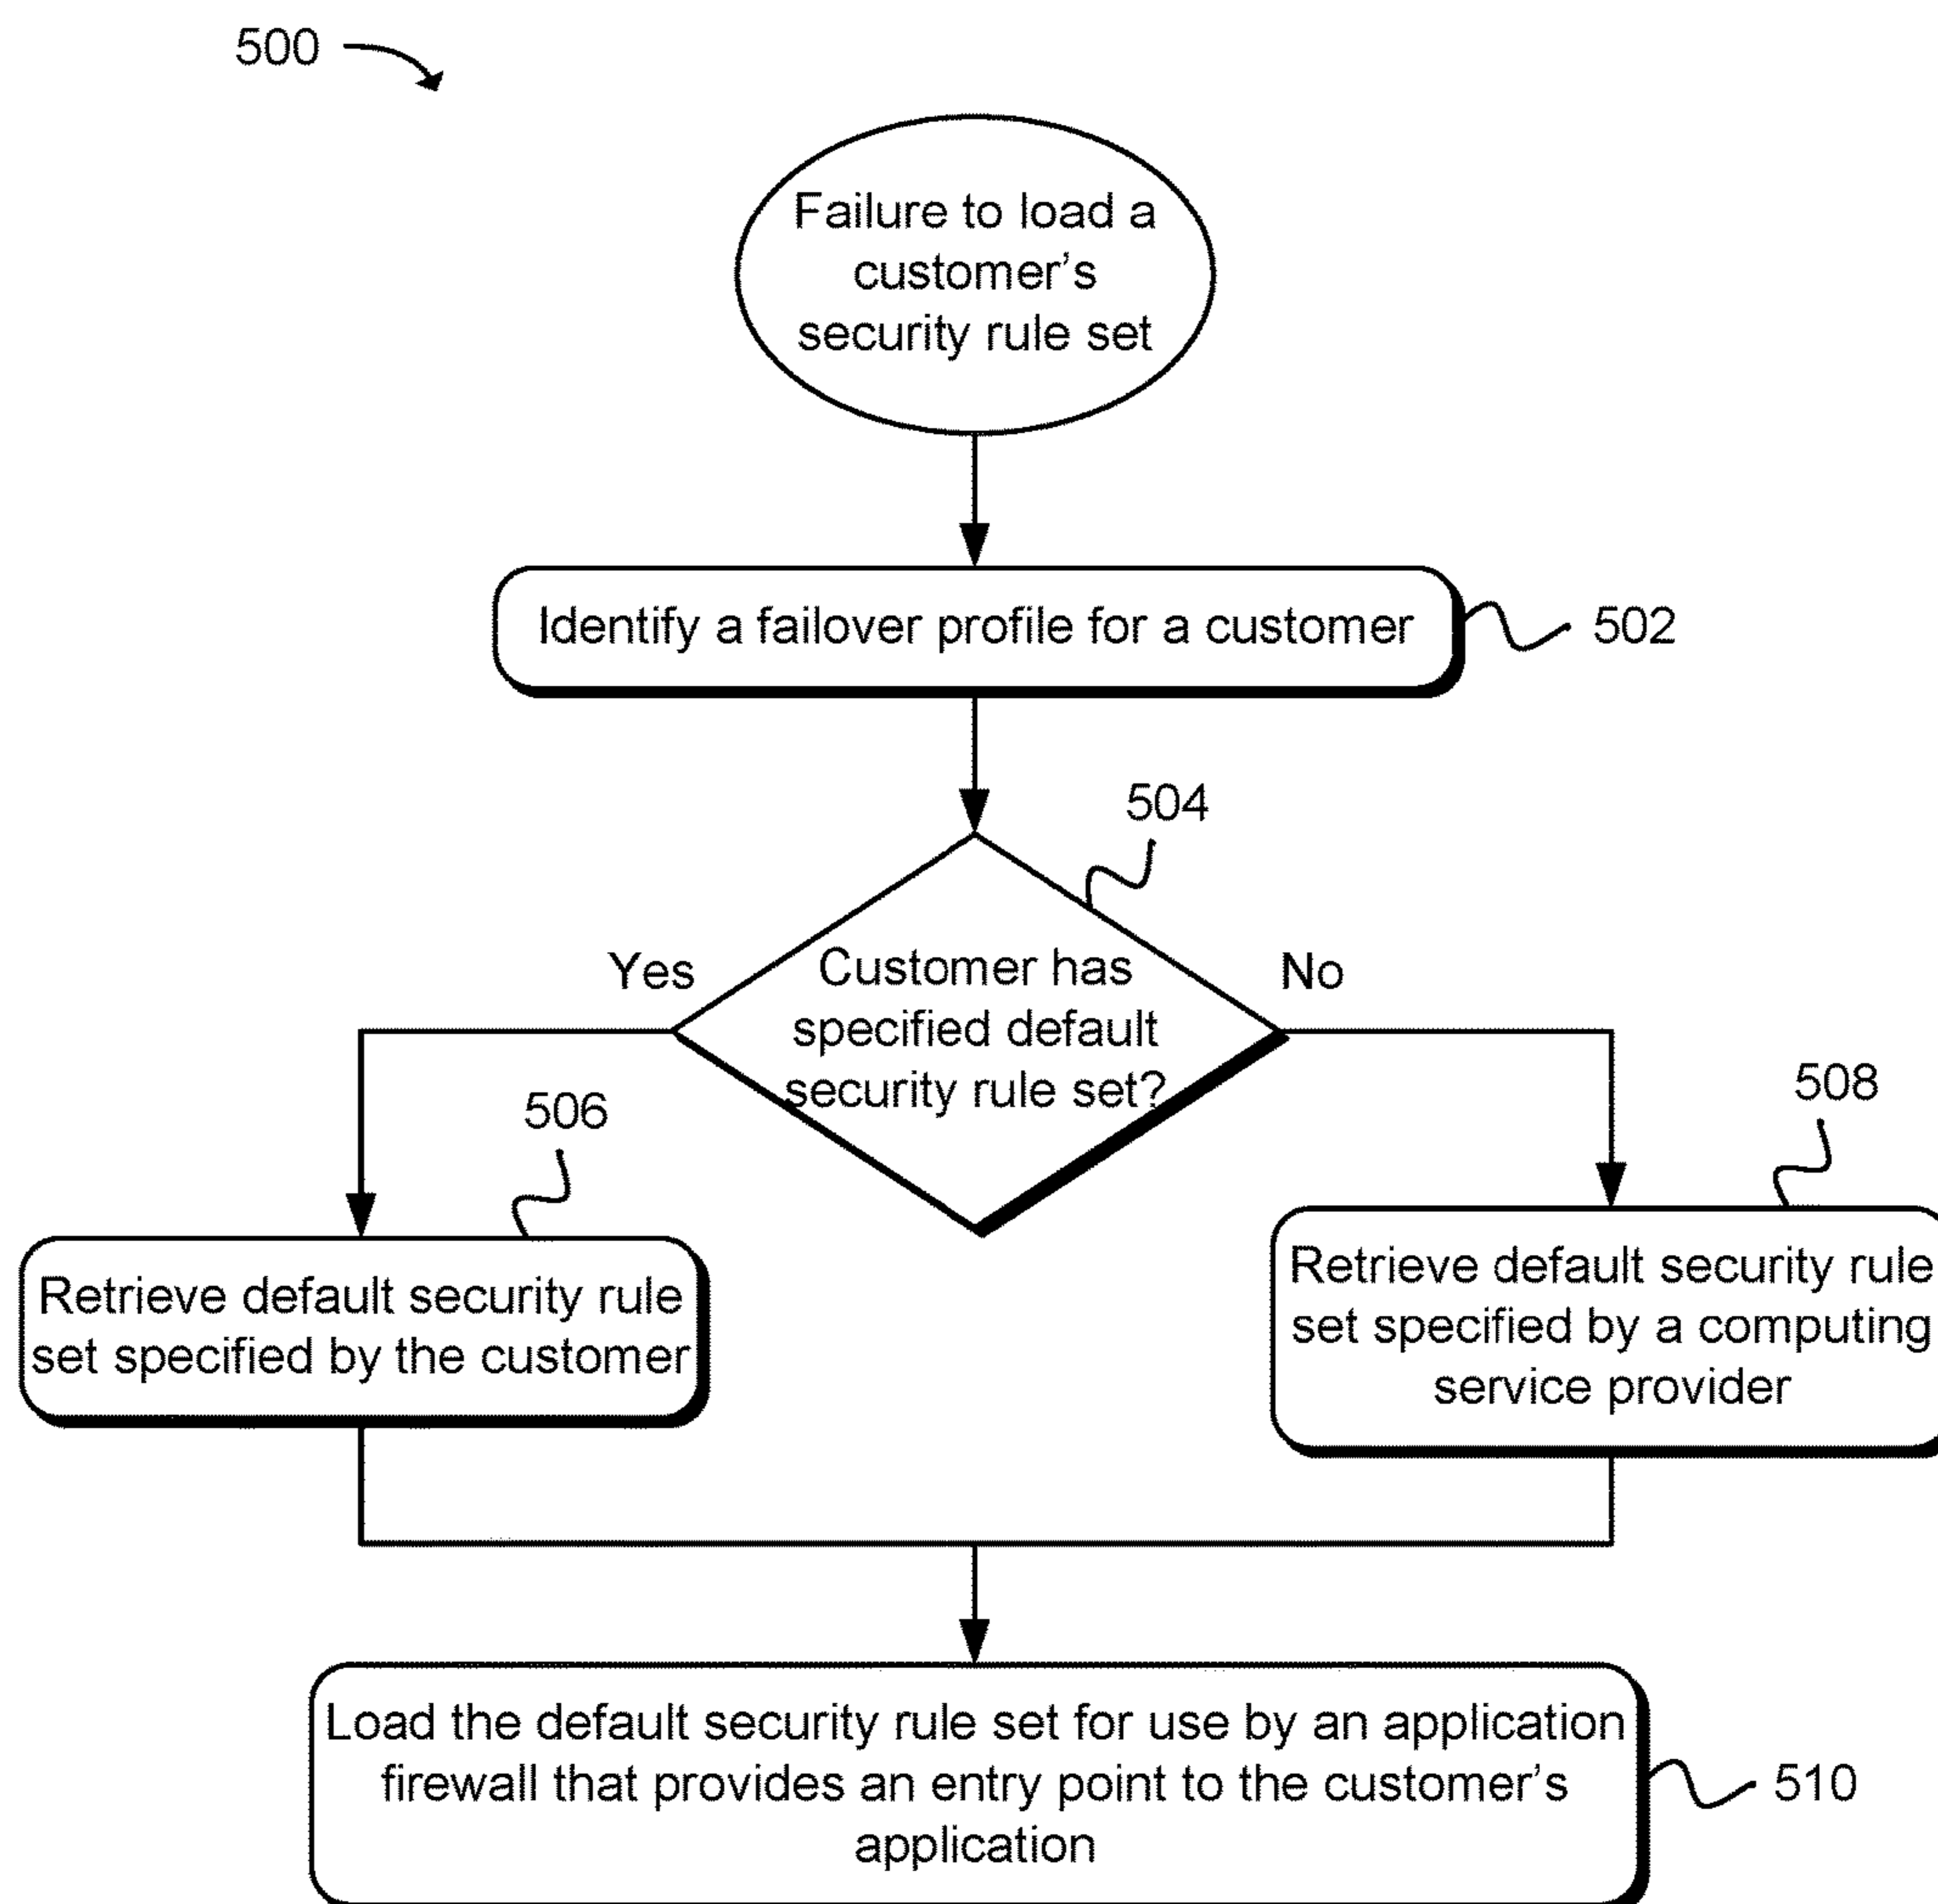 500
Failure to load a
customer's
security rule set
Identify a failover profile for a customer
502
504
Yes
Customer has
specified default
security rule set?
No
506
508
Retrieve default security rule
set specified by the customer
Retrieve default security rule
set specified by a computing
service provider
Load the default security rule set for use by an application
firewall that provides an entry point to the customer's
application
510